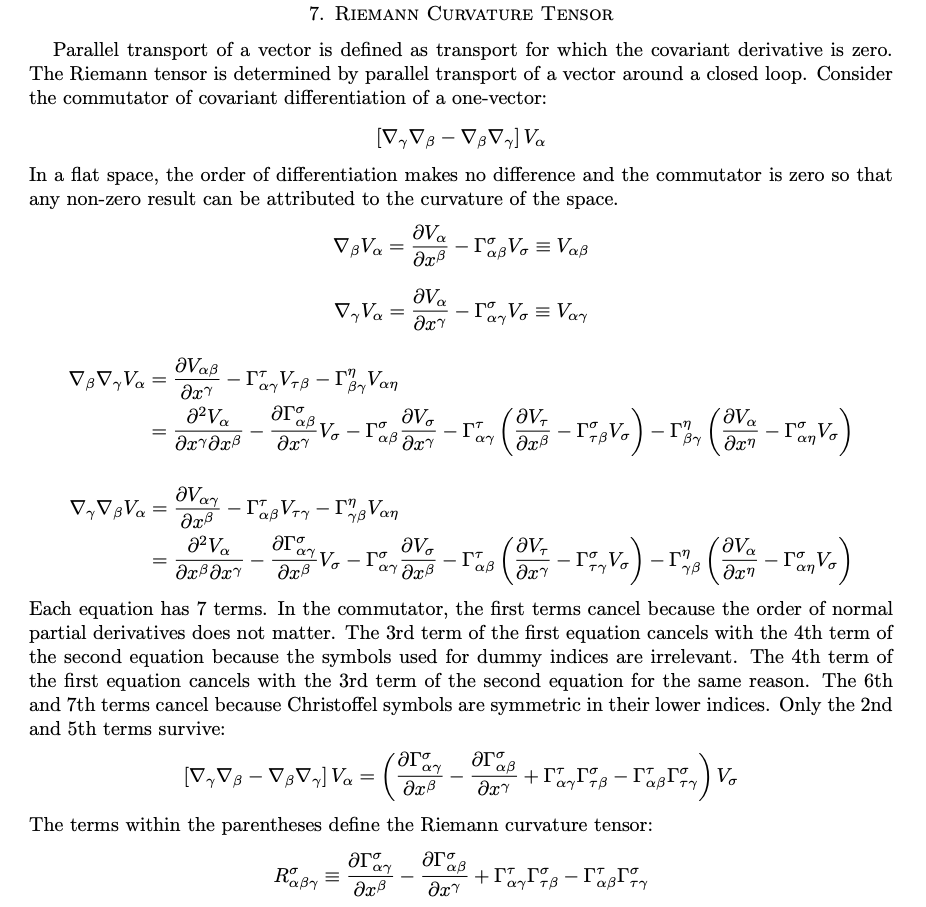 7. Riemann Curvature Tensor
Parallel transport of a vector is defined as transport for which the covariant derivative is zero.
The Riemann tensor is determined by parallel transport of a vector around a closed loop. Consider
the commutator of covariant differentiation of a one-vector:
$[\nabla_\gamma \nabla_\beta - \nabla_\beta \nabla_\gamma] V_\alpha$
In a flat space, the order of differentiation makes no difference and the commutator is zero so that
any non-zero result can be attributed to the curvature of the space.
$\nabla_\beta V_\alpha = \frac{\partial V_\alpha}{\partial x^\beta} - \Gamma^\sigma_{\alpha\beta} V_\sigma \equiv V_{\alpha\beta}$
$\nabla_\gamma V_\alpha = \frac{\partial V_\alpha}{\partial x^\gamma} - \Gamma^\sigma_{\alpha\gamma} V_\sigma \equiv V_{\alpha\gamma}$
$\nabla_\beta \nabla_\gamma V_\alpha = \frac{\partial V_{\alpha\beta}}{\partial x^\gamma} - \Gamma^\tau_{\alpha\gamma} V_{\tau\beta} - \Gamma^\eta_{\beta\gamma} V_{\alpha\eta}$
$= \frac{\partial^2 V_\alpha}{\partial x^\gamma \partial x^\beta} - \frac{\partial \Gamma^\sigma_{\alpha\beta}}{\partial x^\gamma} V_\sigma - \Gamma^\sigma_{\alpha\beta} \frac{\partial V_\sigma}{\partial x^\gamma} - \Gamma^\tau_{\alpha\gamma} \left( \frac{\partial V_\tau}{\partial x^\beta} - \Gamma^\sigma_{\tau\beta} V_\sigma \right) - \Gamma^\eta_{\beta\gamma} \left( \frac{\partial V_\alpha}{\partial x^\eta} - \Gamma^\sigma_{\alpha\eta} V_\sigma \right)$
$\nabla_\gamma \nabla_\beta V_\alpha = \frac{\partial V_{\alpha\gamma}}{\partial x^\beta} - \Gamma^\tau_{\alpha\beta} V_{\tau\gamma} - \Gamma^\eta_{\gamma\beta} V_{\alpha\eta}$
$= \frac{\partial^2 V_\alpha}{\partial x^\beta \partial x^\gamma} - \frac{\partial \Gamma^\sigma_{\alpha\gamma}}{\partial x^\beta} V_\sigma - \Gamma^\sigma_{\alpha\gamma} \frac{\partial V_\sigma}{\partial x^\beta} - \Gamma^\tau_{\alpha\beta} \left( \frac{\partial V_\tau}{\partial x^\gamma} - \Gamma^\sigma_{\tau\gamma} V_\sigma \right) - \Gamma^\eta_{\gamma\beta} \left( \frac{\partial V_\alpha}{\partial x^\eta} - \Gamma^\sigma_{\alpha\eta} V_\sigma \right)$
Each equation has 7 terms. In the commutator, the first terms cancel because the order of normal
partial derivatives does not matter. The 3rd term of the first equation cancels with the 4th term of
the second equation because the symbols used for dummy indices are irrelevant. The 4th term of
the first equation cancels with the 3rd term of the second equation for the same reason. The 6th
and 7th terms cancel because Christoffel symbols are symmetric in their lower indices. Only the 2nd
and 5th terms survive:
$[\nabla_\gamma \nabla_\beta - \nabla_\beta \nabla_\gamma] V_\alpha = \left( \frac{\partial \Gamma^\sigma_{\alpha\gamma}}{\partial x^\beta} - \frac{\partial \Gamma^\sigma_{\alpha\beta}}{\partial x^\gamma} + \Gamma^\tau_{\alpha\gamma} \Gamma^\sigma_{\tau\beta} - \Gamma^\tau_{\alpha\beta} \Gamma^\sigma_{\tau\gamma} \right) V_\sigma$
The terms within the parentheses define the Riemann curvature tensor:
$R^\sigma_{\alpha\beta\gamma} \equiv \frac{\partial \Gamma^\sigma_{\alpha\gamma}}{\partial x^\beta} - \frac{\partial \Gamma^\sigma_{\alpha\beta}}{\partial x^\gamma} + \Gamma^\tau_{\alpha\gamma} \Gamma^\sigma_{\tau\beta} - \Gamma^\tau_{\alpha\beta} \Gamma^\sigma_{\tau\gamma}$